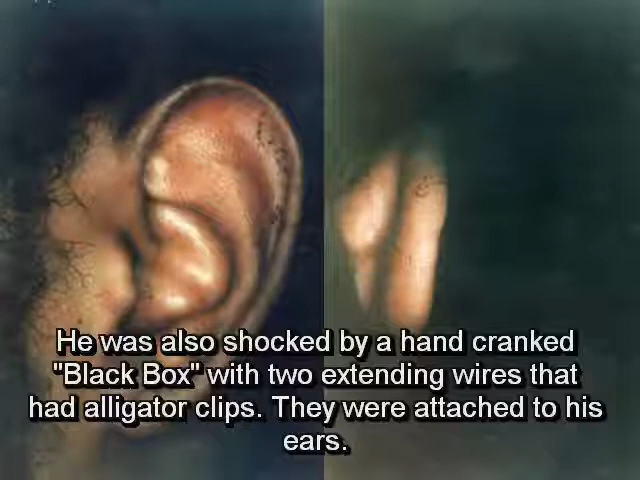 He was also shocked by a hand cranked
"Black Box" with two extending wires that
had alligator clips. They were attached to his
ears.